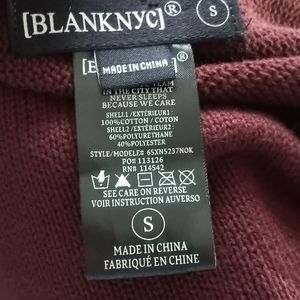 [BLANKNYC]® S
MADE IN CHINA
[B ]®
TEAM
IN THE CITY THAT
NEVER SLEEPS
BECAUSE WE CARE
SHELL1 / EXTÉRIEUR1 :
100%COTTON / COTON
SHELL2 / EXTÉRIEUR2 :
60%POLYURETHANE
40%POLYESTER
STYLE/MODELE# 65XN5237NOK
PO# 113126
RN# 114542
SEE CARE ON REVERSE
VOIR INSTRUCTION AUVERSO
S
MADE IN CHINA
FABRIQUÉ EN CHINE